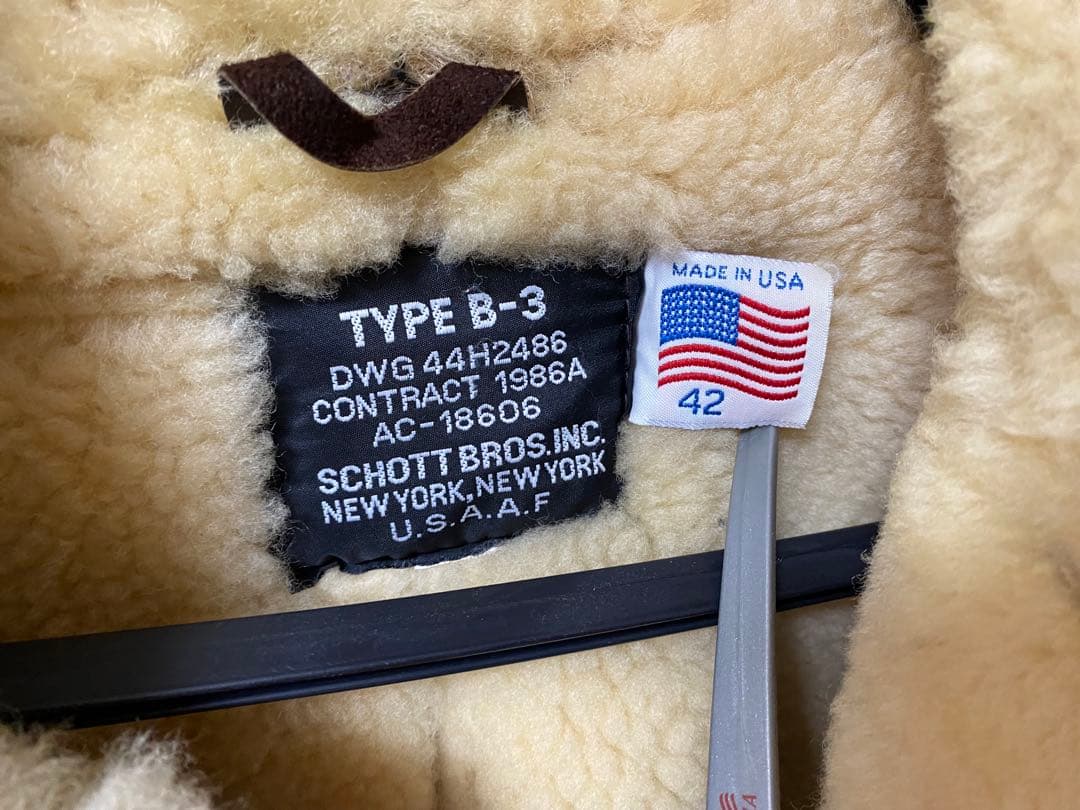 TYPE B-3
DWG 44H2486
CONTRACT 1986A
AC-18606
SCHOTT BROS.INC.
NEW YORK, NEW YORK
U.S.A.A.F
MADE IN USA
42